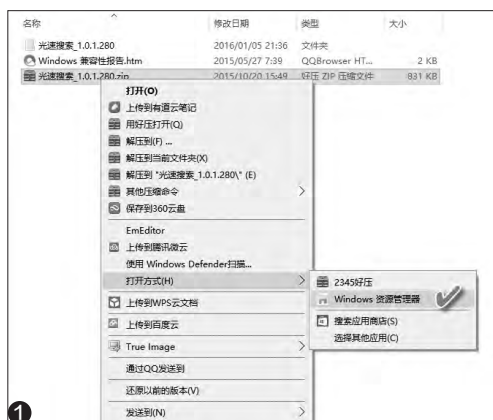 名称 修改日期 类型 大小
光速搜索_1.0.1.280 2016/01/05 21:36 文件夹
Windows 兼容性报告.htm 2015/05/27 7:39 QQBrowser HT... 2 KB
光速搜索_1.0.1.280.zip 2015/10/20 15:49 好压 ZIP 压缩文件 831 KB
打开(O)
上传到有道云笔记
用好压打开(Q)
解压到(F) ...
解压到当前文件夹(X)
解压到 "光速搜索_1.0.1.280\" (E)
其他压缩命令
保存到360云盘
EmEditor
上传到腾讯微云
使用 Windows Defender扫描...
打开方式(H)
2345好压
Windows 资源管理器
搜索应用商店(S)
选择其他应用(C)
上传到WPS云文档
上传到百度云
True Image
通过QQ发送到
还原以前的版本(V)
发送到(N)
1